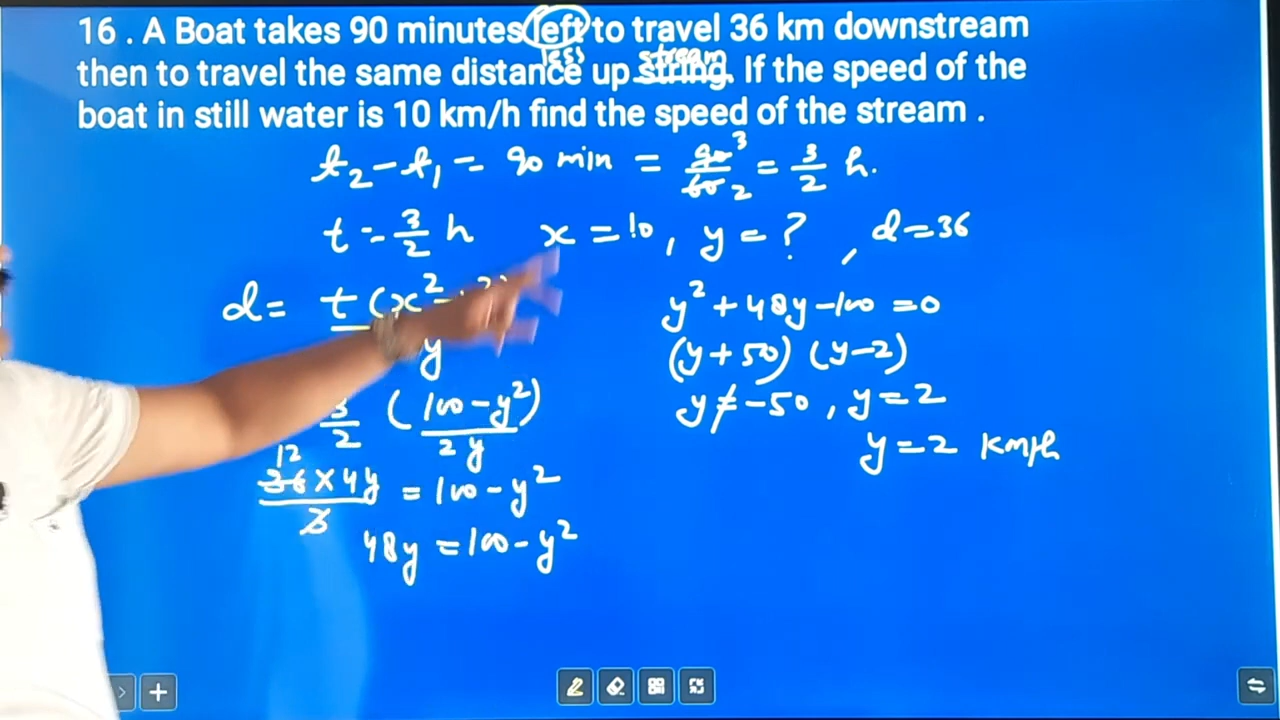 16 . A Boat takes 90 minutes left to travel 36 km downstream
less stream
then to travel the same distance up string. If the speed of the
boat in still water is 10 km/h find the speed of the stream .
t₂ - t₁ = 90 min = 90/60 3/2 = 3/2 h.
t = 3/2 h x = 10, y = ? , d = 36
d = t(x²
y
y² + 48y - 100 = 0
(y + 50) (y - 2)
3/2 (100 - y²)/2y
y ≠ -50, y = 2
y = 2 kmph
12
36 × 4y/3 = 100 - y²
48y = 100 - y²